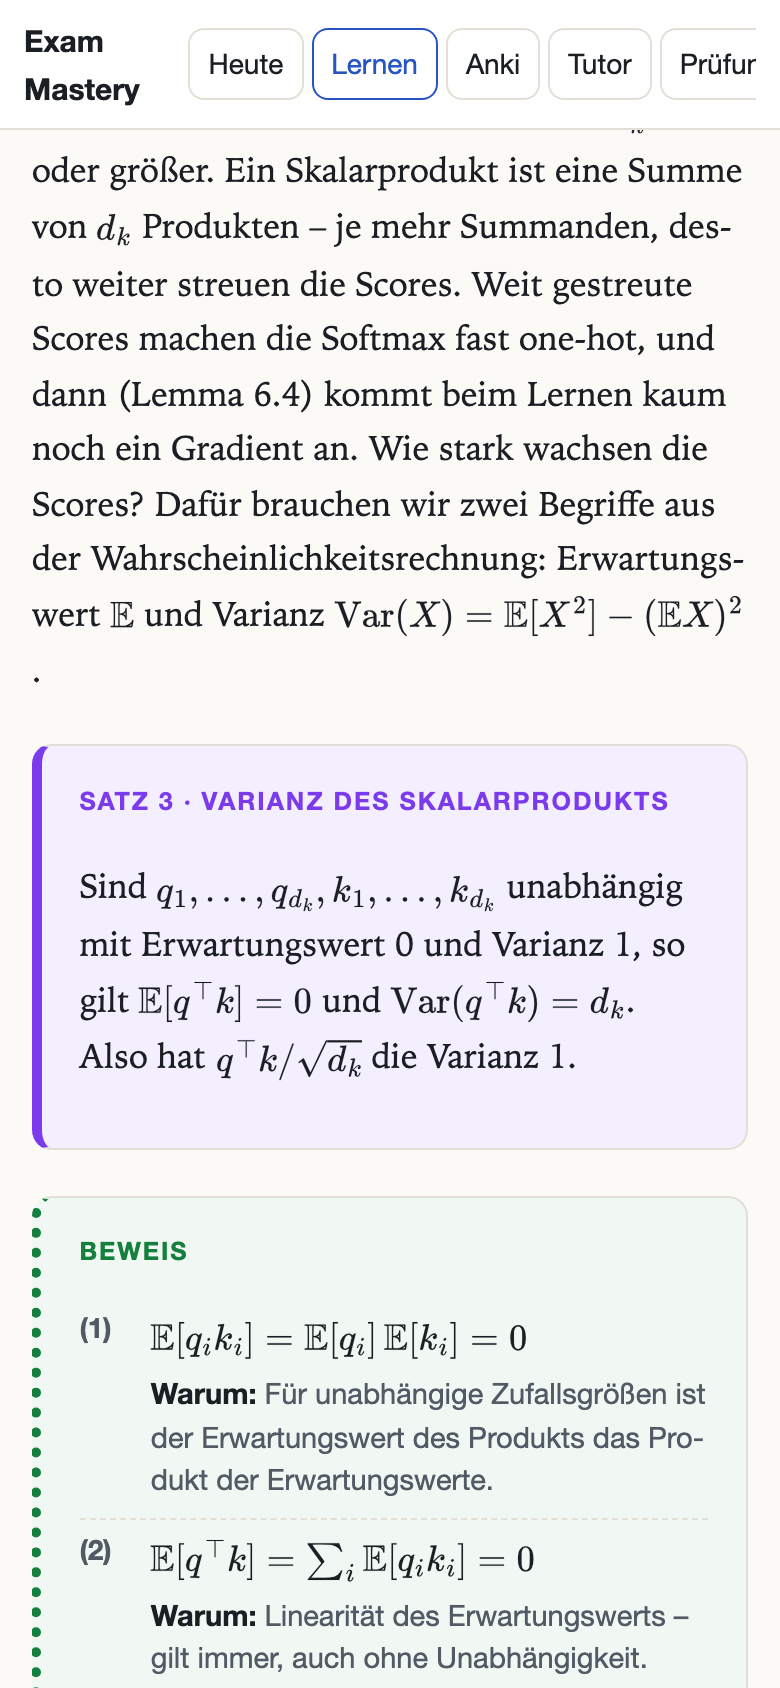 Exam
Mastery
Heute
Lernen
Anki
Tutor
Prüfur
oder größer. Ein Skalarprodukt ist eine Summe
von d_k Produkten – je mehr Summanden, des-
to weiter streuen die Scores. Weit gestreute
Scores machen die Softmax fast one-hot, und
dann (Lemma 6.4) kommt beim Lernen kaum
noch ein Gradient an. Wie stark wachsen die
Scores? Dafür brauchen wir zwei Begriffe aus
der Wahrscheinlichkeitsrechnung: Erwartungs-
wert 𝔼 und Varianz Var(X) = 𝔼[X²] − (𝔼X)²
.
SATZ 3 · VARIANZ DES SKALARPRODUKTS
Sind q₁, . . . , q_{d_k}, k₁, . . . , k_{d_k} unabhängig
mit Erwartungswert 0 und Varianz 1, so
gilt 𝔼[q^⊤k] = 0 und Var(q^⊤k) = d_k.
Also hat q^⊤k/√d_k die Varianz 1.
BEWEIS
(1) 𝔼[q_i k_i] = 𝔼[q_i] 𝔼[k_i] = 0
Warum: Für unabhängige Zufallsgrößen ist
der Erwartungswert des Produkts das Pro-
dukt der Erwartungswerte.
(2) 𝔼[q^⊤k] = ∑_i 𝔼[q_i k_i] = 0
Warum: Linearität des Erwartungswerts –
gilt immer, auch ohne Unabhängigkeit.